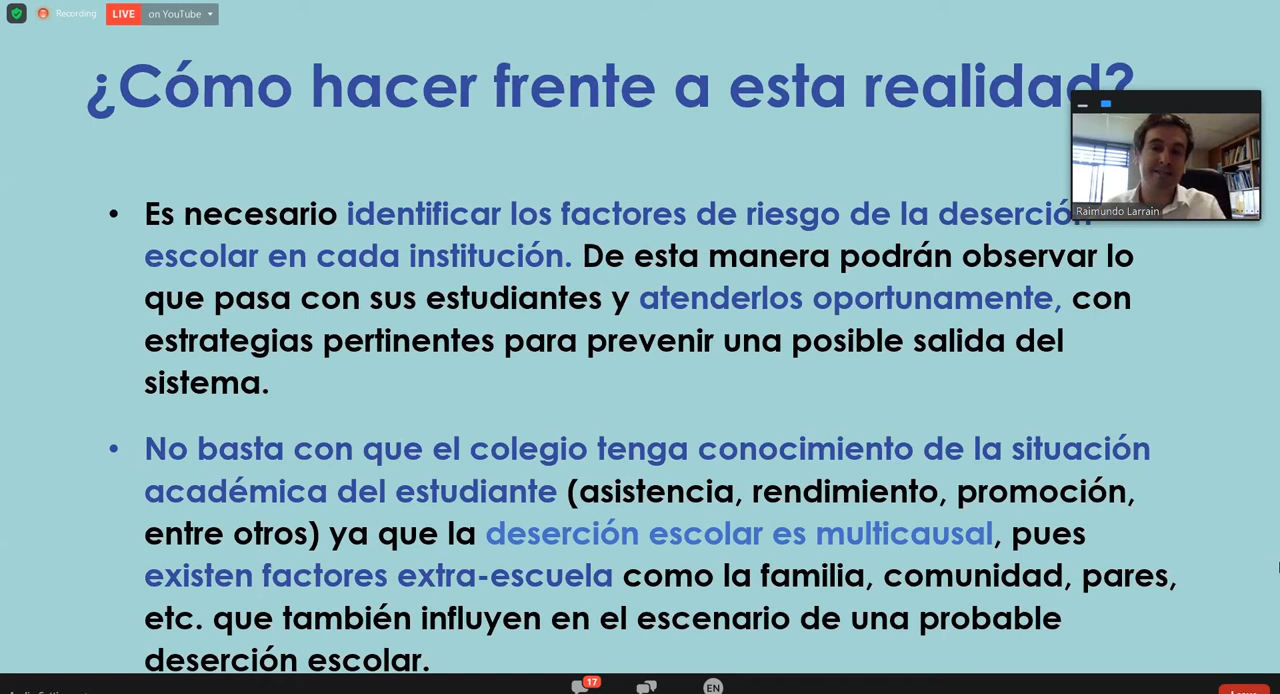 Recording
LIVE on YouTube
¿Cómo hacer frente a esta realidad?
Raimundo Larrain
• Es necesario identificar los factores de riesgo de la deserción
escolar en cada institución. De esta manera podrán observar lo
que pasa con sus estudiantes y atenderlos oportunamente, con
estrategias pertinentes para prevenir una posible salida del
sistema.
• No basta con que el colegio tenga conocimiento de la situación
académica del estudiante (asistencia, rendimiento, promoción,
entre otros) ya que la deserción escolar es multicausal, pues
existen factores extra-escuela como la familia, comunidad, pares,
etc. que también influyen en el escenario de una probable
deserción escolar.
17
EN